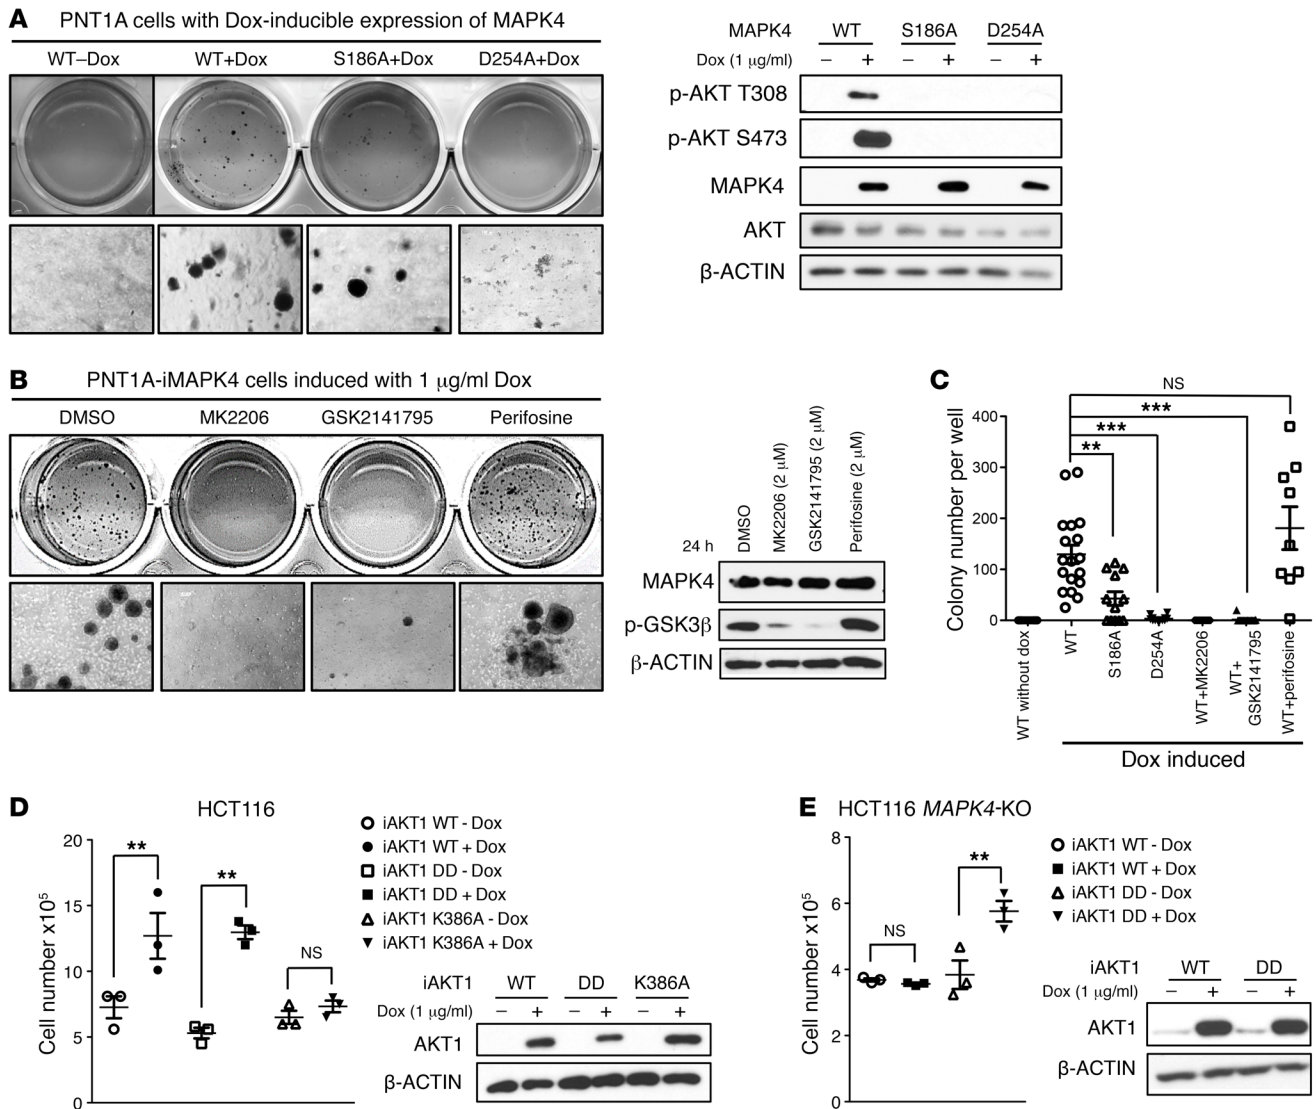 A PNT1A cells with Dox-inducible expression of MAPK4
WT–Dox WT+Dox S186A+Dox D254A+Dox
MAPK4 WT S186A D254A
Dox (1 μg/ml) – + – + – +
p-AKT T308
p-AKT S473
MAPK4
AKT
β-ACTIN
B PNT1A-iMAPK4 cells induced with 1 μg/ml Dox
DMSO MK2206 GSK2141795 Perifosine
24 h DMSO MK2206 (2 μM) GSK2141795 (2 μM) Perifosine (2 μM)
MAPK4
p-GSK3β
β-ACTIN
C
NS
***
***
**
Colony number per well
400
300
200
100
0
WT without dox
WT
S186A
D254A
WT+MK2206
WT+
GSK2141795
WT+perifosine
Dox induced
D HCT116
Cell number x10⁵
20
15
10
5
0
**
**
NS
iAKT1 WT - Dox
iAKT1 WT + Dox
iAKT1 DD - Dox
iAKT1 DD + Dox
iAKT1 K386A - Dox
iAKT1 K386A + Dox
iAKT1 WT DD K386A
Dox (1 μg/ml) – + – + – +
AKT1
β-ACTIN
E HCT116 MAPK4-KO
Cell number x10⁵
8
6
4
2
0
NS
**
iAKT1 WT - Dox
iAKT1 WT + Dox
iAKT1 DD - Dox
iAKT1 DD + Dox
iAKT1 WT DD
Dox (1 μg/ml) – + – +
AKT1
β-ACTIN